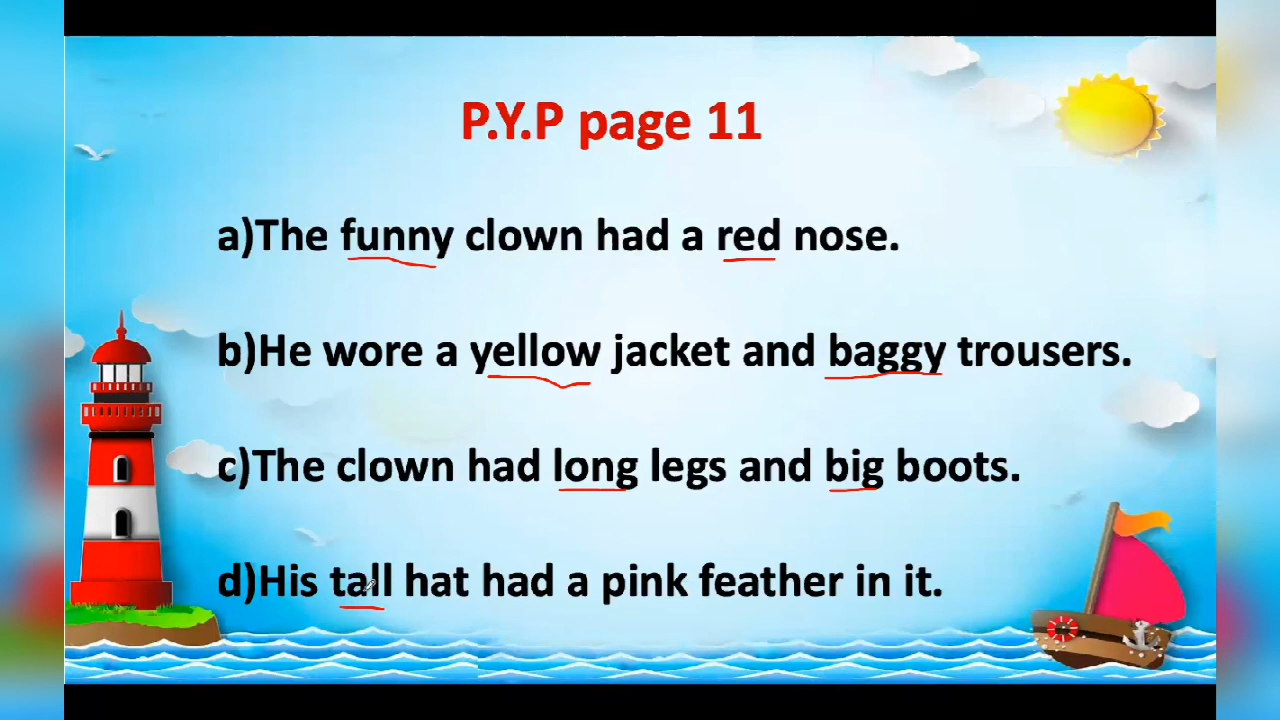 P.Y.P page 11
a)The funny clown had a red nose.
b)He wore a yellow jacket and baggy trousers.
c)The clown had long legs and big boots.
d)His tall hat had a pink feather in it.